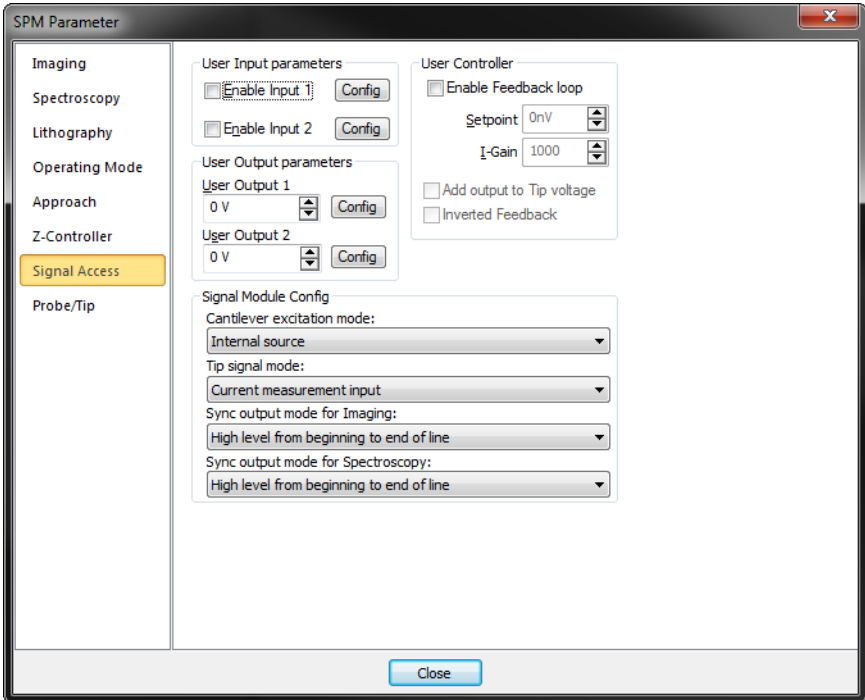 SPM Parameter
x
Imaging
Spectroscopy
Lithography
Operating Mode
Approach
Z-Controller
Signal Access
Probe/Tip
User Input parameters
Enable Input 1 Config
Enable Input 2 Config
User Output parameters
User Output 1
0 V Config
User Output 2
0 V Config
User Controller
Enable Feedback loop
Setpoint 0nV
I-Gain 1000
Add output to Tip voltage
Inverted Feedback
Signal Module Config
Cantilever excitation mode:
Internal source
Tip signal mode:
Current measurement input
Sync output mode for Imaging:
High level from beginning to end of line
Sync output mode for Spectroscopy:
High level from beginning to end of line
Close